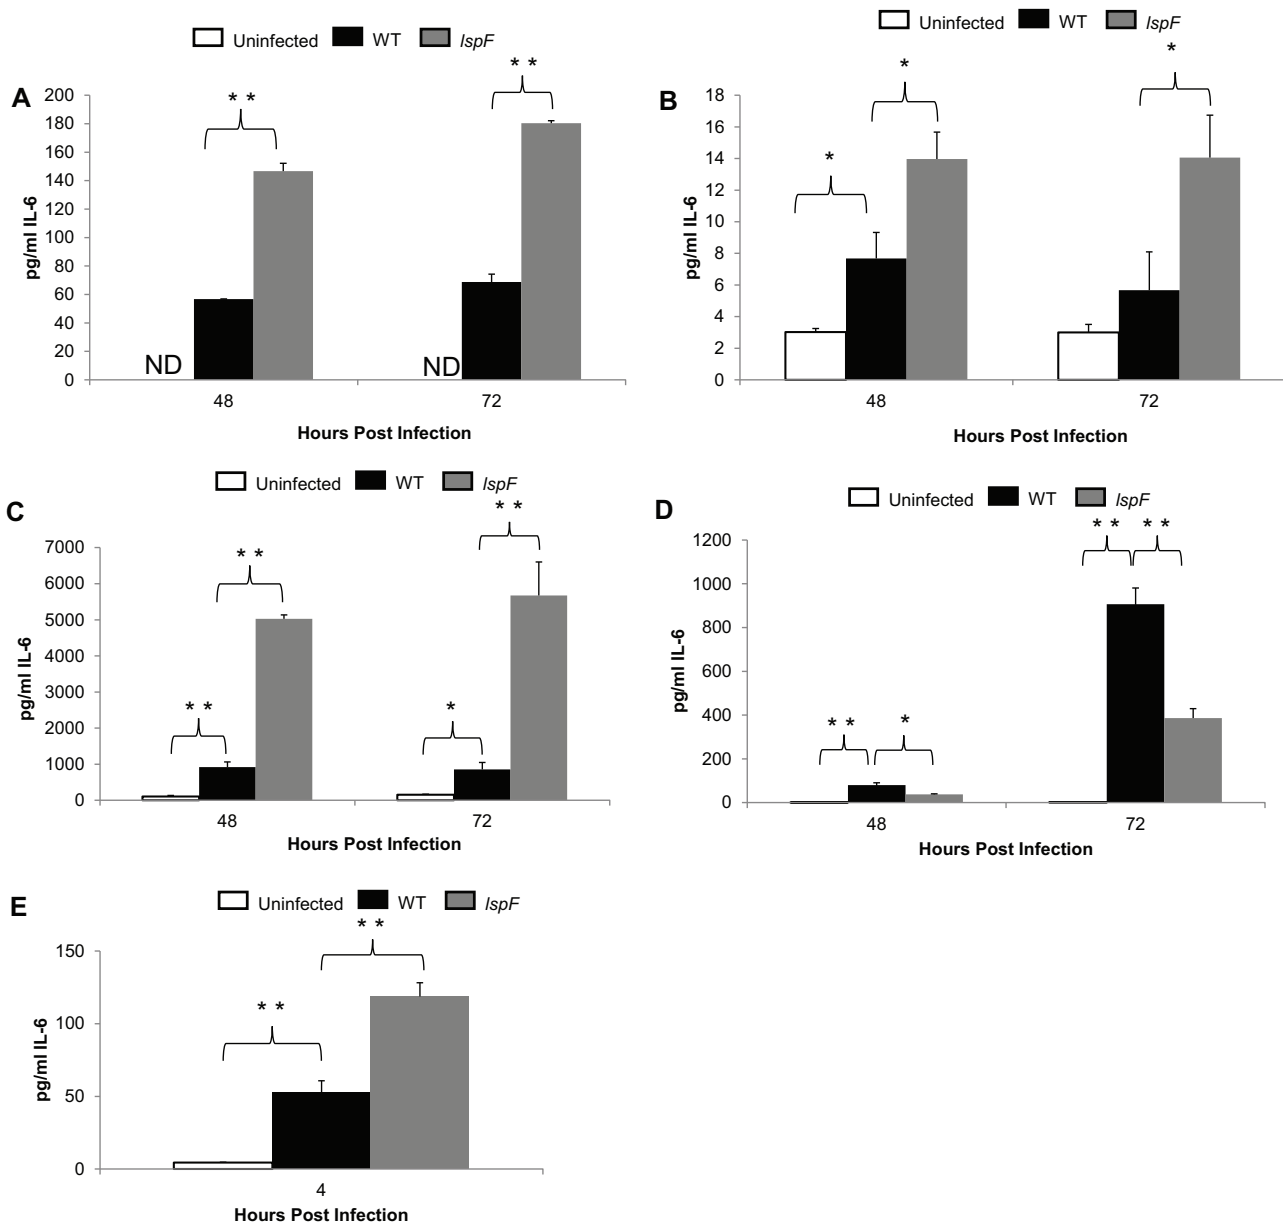 Uninfected WT lspF
A
* *
* *
200
180
160
140
120
100
80
60
40
20
0
pg/ml IL-6
ND
ND
48 72
Hours Post Infection
Uninfected WT lspF
B
*
*
*
18
16
14
12
10
8
6
4
2
0
pg/ml IL-6
48 72
Hours Post Infection
Uninfected WT lspF
C
* *
* *
* *
*
7000
6000
5000
4000
3000
2000
1000
0
pg/ml IL-6
48 72
Hours Post Infection
Uninfected WT lspF
D
* * * *
* * *
1200
1000
800
600
400
200
0
pg/ml IL-6
48 72
Hours Post Infection
Uninfected WT lspF
E
* *
* *
150
100
50
0
pg/ml IL-6
4
Hours Post Infection